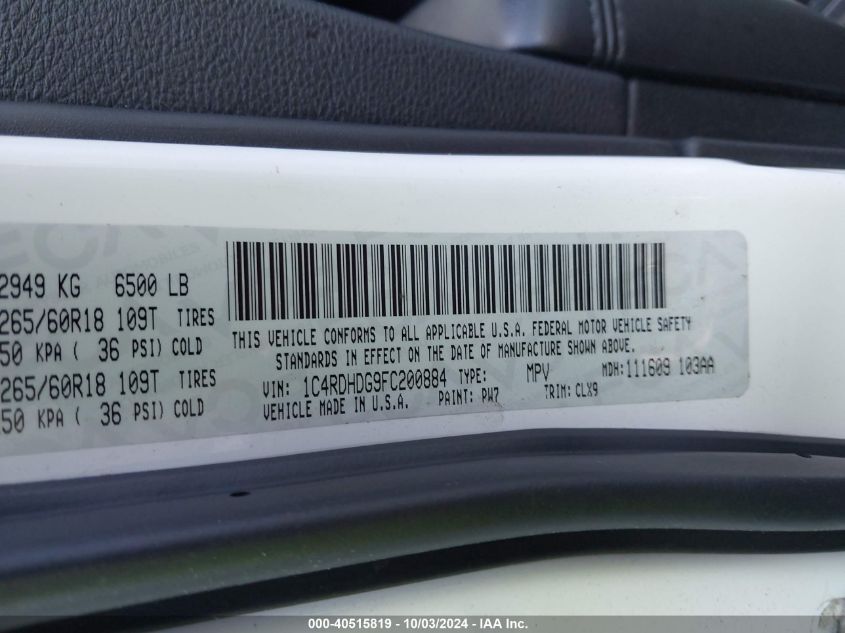 2949 KG 6500 LB
265/60R18 109T TIRES
50 KPA ( 36 PSI) COLD
265/60R18 109T TIRES
50 KPA ( 36 PSI) COLD
THIS VEHICLE CONFORMS TO ALL APPLICABLE U.S.A. FEDERAL MOTOR VEHICLE SAFETY
STANDARDS IN EFFECT ON THE DATE OF MANUFACTURE SHOWN ABOVE.
VIN: 1C4RDHDG9FC200884 TYPE: MPV MDH: 111609 103AA
VEHICLE MADE IN U.S.A. PAINT: PW7 TRIM: CLX9
000-40515819 - 10/03/2024 - IAA Inc.